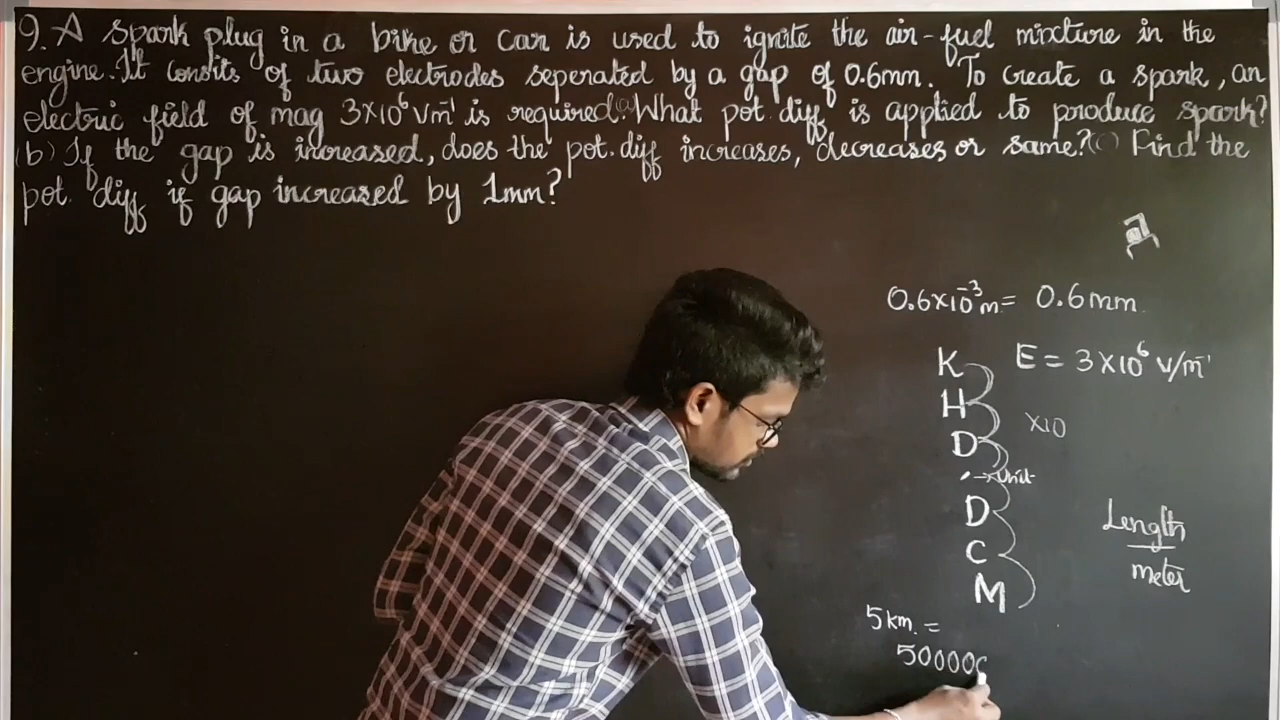 9. A spark plug in a bike or car is used to ignite the air-fuel mixture in the
engine. It consits of two electrodes seperated by a gap of 0.6mm. To create a spark, an
electric field of mag 3×10⁶ Vm⁻¹ is required. (a) What pot. diff is applied to produce spark?
(b) If the gap is increased, does the pot. diff increases, decreases or same? (c) Find the
pot. diff if gap increased by 1mm?
0.6×10⁻³m = 0.6mm
K E = 3×10⁶ V/m⁻¹
H
×10
D
. → Unit
D Length
C
meter
M
5km. =
50000